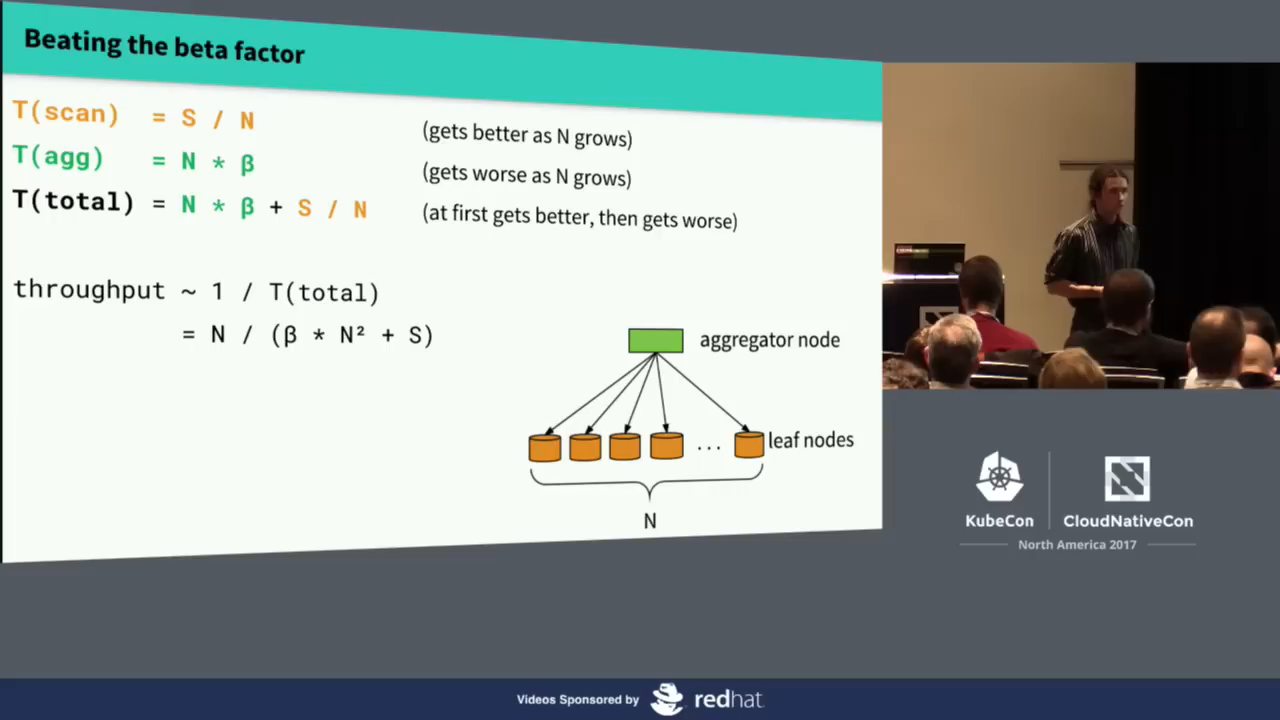 Beating the beta factor
T(scan) = S / N (gets better as N grows)
T(agg) = N * β (gets worse as N grows)
T(total) = N * β + S / N (at first gets better, then gets worse)
throughput ~ 1 / T(total)
= N / (β * N² + S)
aggregator node
... leaf nodes
N
KubeCon
CloudNativeCon
North America 2017
Videos Sponsored by redhat.